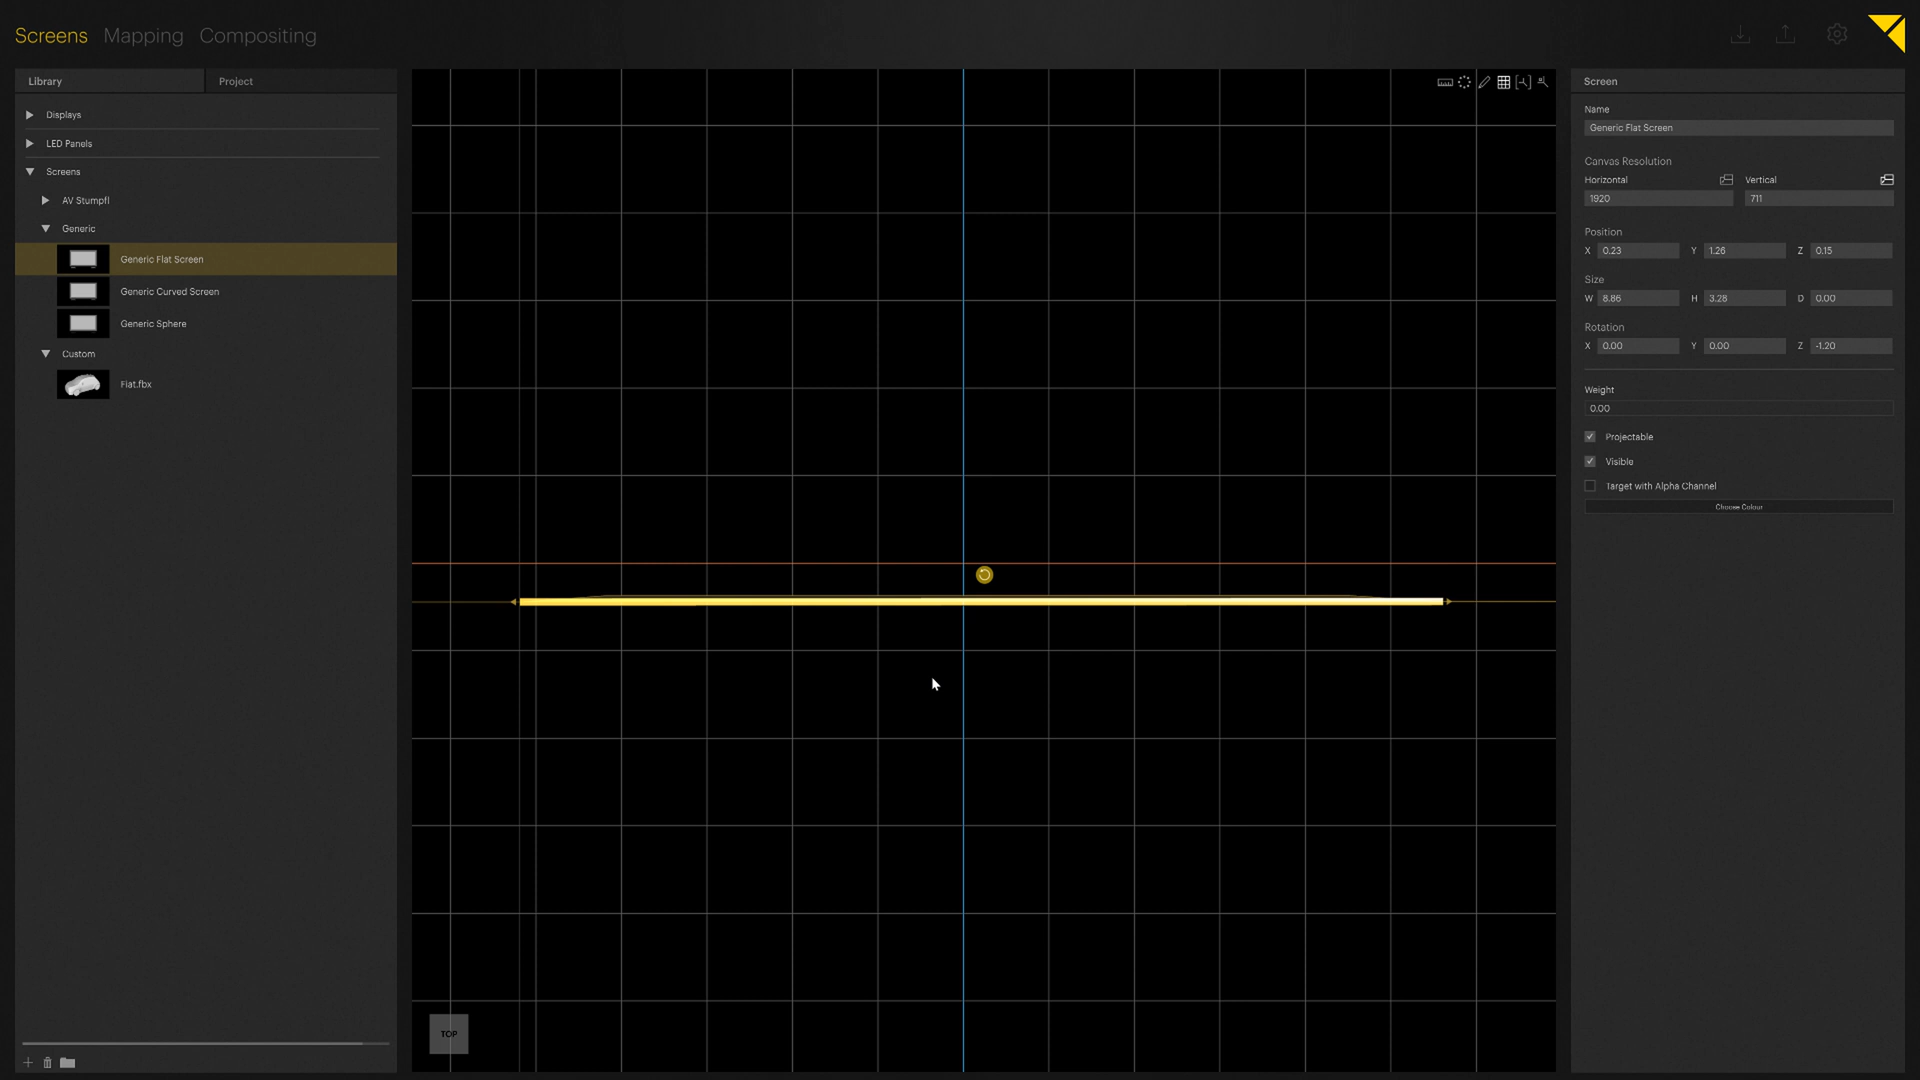 Screens Mapping Compositing
Library Project
Displays
LED Panels
Screens
AV Stumpfl
Generic
Generic Flat Screen
Generic Curved Screen
Generic Sphere
Custom
Fiat.fbx
TOP
Screen
Name
Generic Flat Screen
Canvas Resolution
Horizontal Vertical
1920 711
Position
X 0.23 Y 1.26 Z 0.15
Size
W 8.86 H 3.28 D 0.00
Rotation
X 0.00 Y 0.00 Z -1.20
Weight
0.00
Projectable
Visible
Target with Alpha Channel
Choose Colour